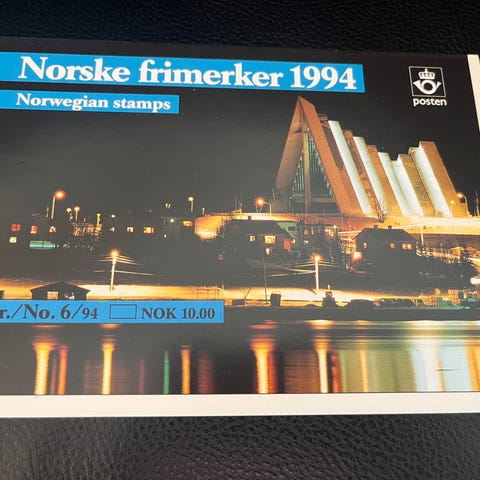 Norske frimerker 1994
posten
Norwegian stamps
r./No. 6/94 NOK 10.00